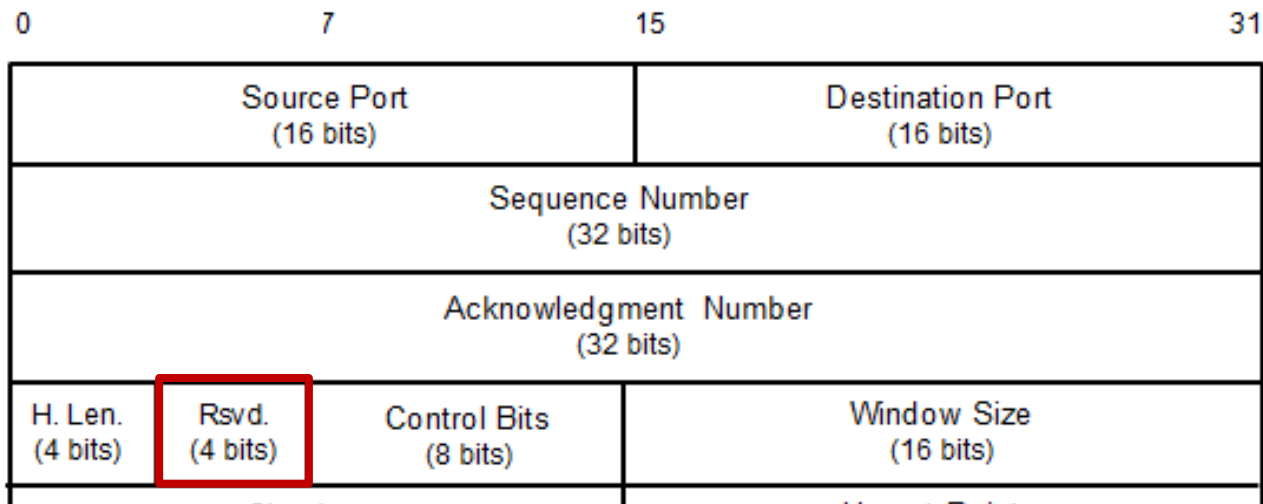 0 7 15 31
Source Port Destination Port
(16 bits) (16 bits)
Sequence Number
(32 bits)
Acknowledgment Number
(32 bits)
H. Len. Rsvd. Control Bits Window Size
(4 bits) (4 bits) (8 bits) (16 bits)